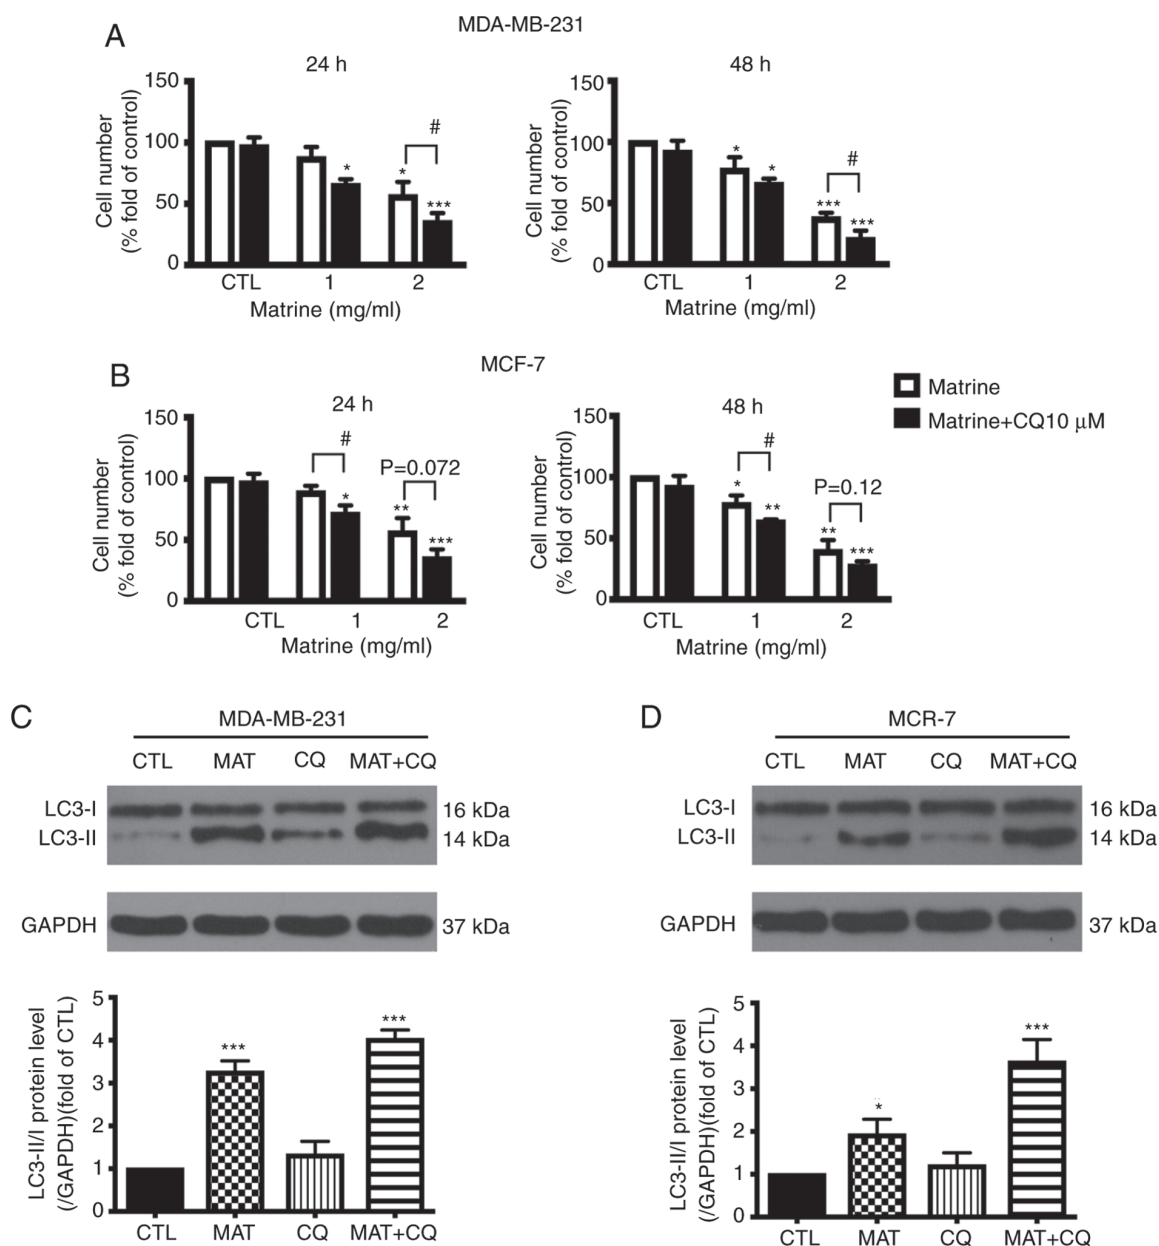 A
MDA-MB-231
24 h
48 h
Cell number
(% fold of control)
150
100
50
0
*
*
***
#
CTL
1
2
Matrine (mg/ml)
Cell number
(% fold of control)
150
100
50
0
*
*
***
***
#
CTL
1
2
Matrine (mg/ml)
B
MCF-7
24 h
48 h
Cell number
(% fold of control)
150
100
50
0
#
*
P=0.072
**
***
CTL
1
2
Matrine (mg/ml)
Cell number
(% fold of control)
150
100
50
0
#
*
**
P=0.12
**
***
CTL
1
2
Matrine (mg/ml)
Matrine
Matrine+CQ10 μM
C
MDA-MB-231
CTL MAT CQ MAT+CQ
LC3-I 16 kDa
LC3-II 14 kDa
GAPDH 37 kDa
LC3-II/I protein level
(/GAPDH)(fold of CTL)
5
4
3
2
1
0
***
***
CTL MAT CQ MAT+CQ
D
MCR-7
CTL MAT CQ MAT+CQ
LC3-I 16 kDa
LC3-II 14 kDa
GAPDH 37 kDa
LC3-II/I protein level
(/GAPDH)(fold of CTL)
5
4
3
2
1
0
*
***
CTL MAT CQ MAT+CQ